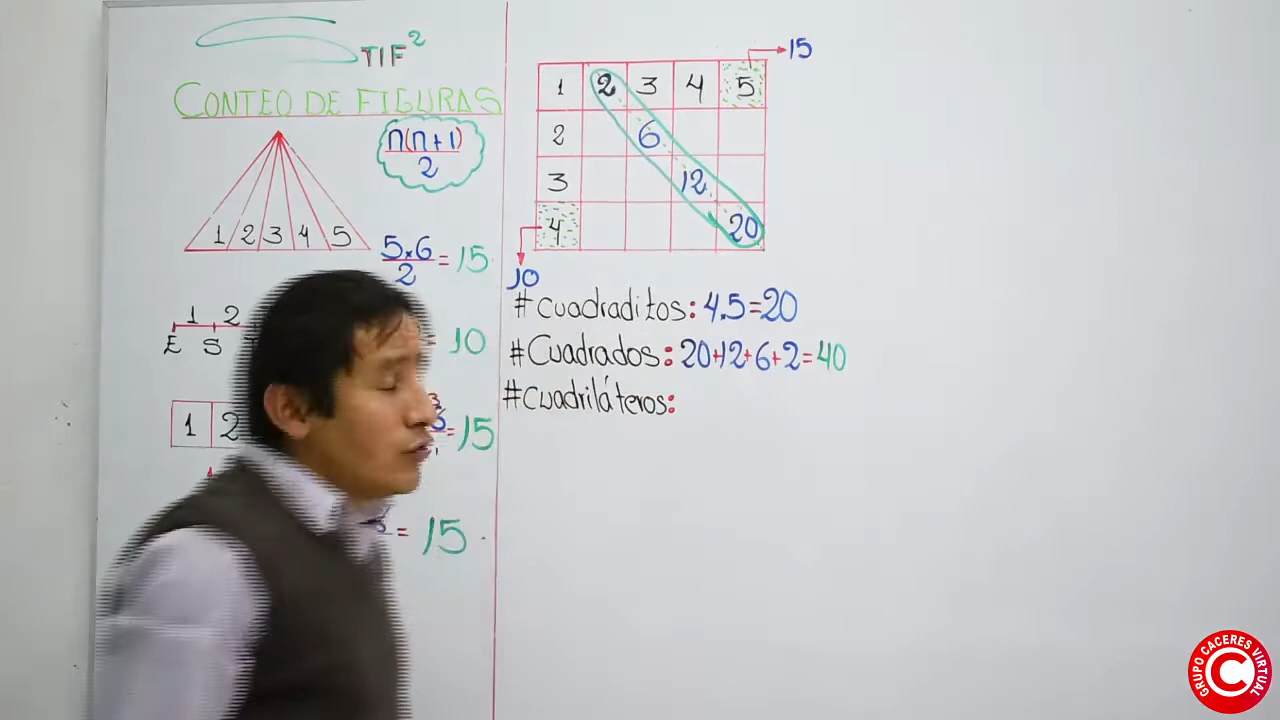 TIF²
CONTEO DE FIGURAS
n(n+1)
2
1 2 3 4 5
5×6
2
= 15
1 2
E S
= 10
1 2
= 15
= 15
15
1 2 3 4 5
2 6
3 12
4 20
10
# cuadraditos: 4.5=20
# Cuadrados: 20+12+6+2=40
# cuadriláteros:
GRUPO CACERES VIRTUAL
C